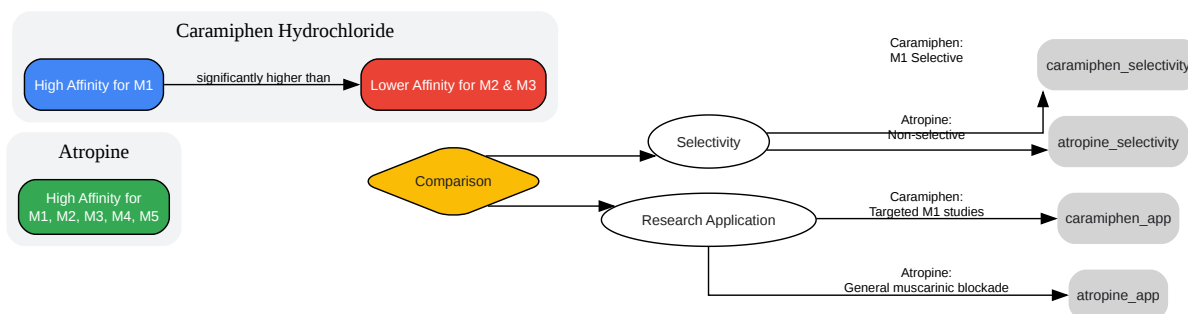 Caramiphen Hydrochloride
High Affinity for M1
significantly higher than
Lower Affinity for M2 & M3
Atropine
High Affinity for
M1, M2, M3, M4, M5
Comparison
Selectivity
Caramiphen:
M1 Selective
caramiphen_selectivity
Atropine:
Non-selective
atropine_selectivity
Research Application
Caramiphen:
Targeted M1 studies
caramiphen_app
Atropine:
General muscarinic blockade
atropine_app